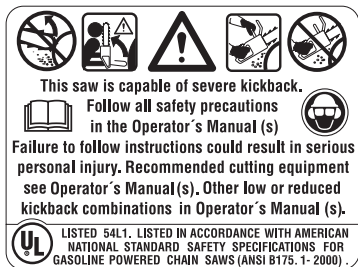 This saw is capable of severe kickback.
Follow all safety precautions
in the Operator´s Manual (s)
Failure to follow instructions could result in serious
personal injury. Recommended cutting equipment
see Operator´s Manual (s). Other low or reduced
kickback combinations in Operator´s Manual (s).
UL
LISTED 54L1. LISTED IN ACCORDANCE WITH AMERICAN
NATIONAL STANDARD SAFETY SPECIFICATIONS FOR
GASOLINE POWERED CHAIN SAWS (ANSI B175. 1- 2000) .